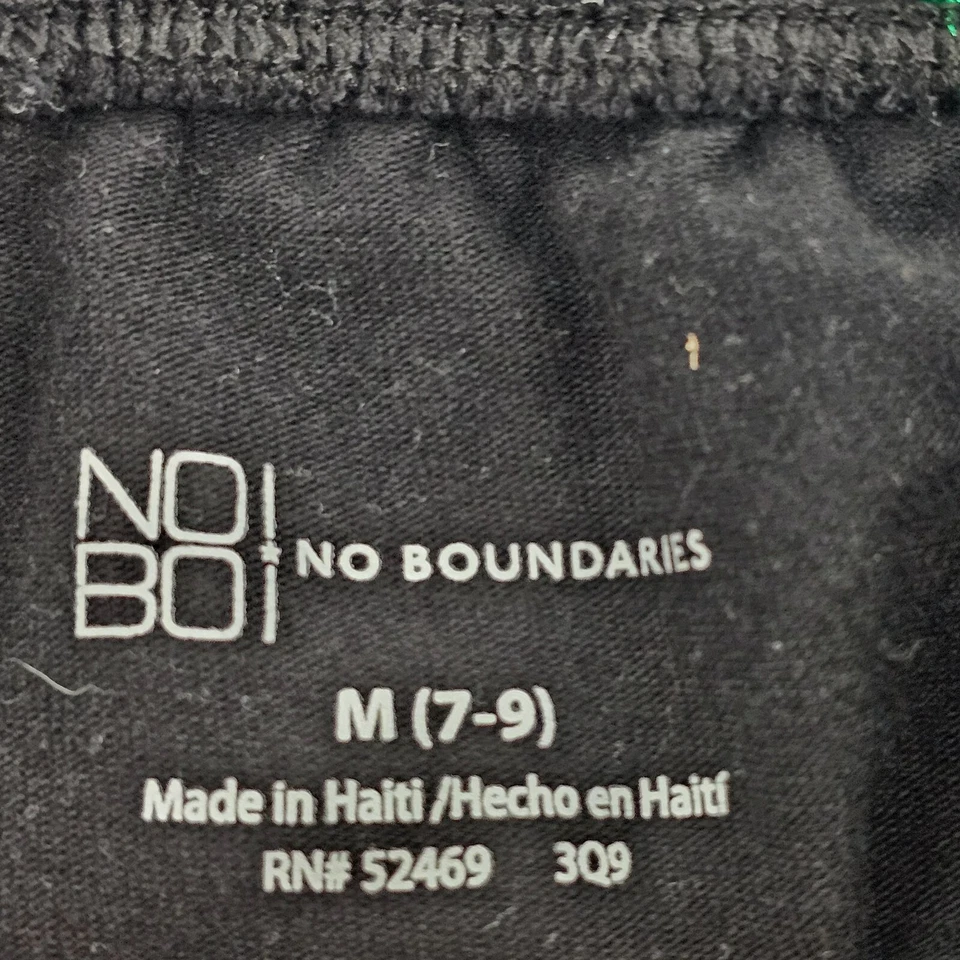 NO
BO
NO BOUNDARIES
M (7-9)
Made in Haiti /Hecho en Haití
RN# 52469 3Q9